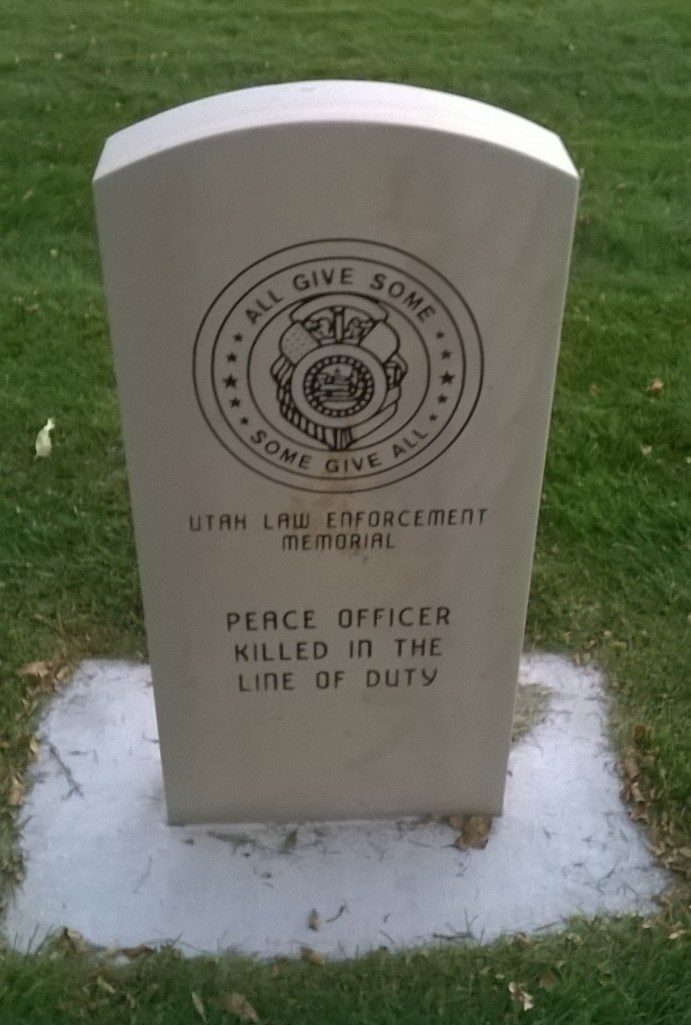 ALL GIVE SOME
SOME GIVE ALL
UTAH LAW ENFORCEMENT
MEMORIAL
PEACE OFFICER
KILLED IN THE
LINE OF DUTY